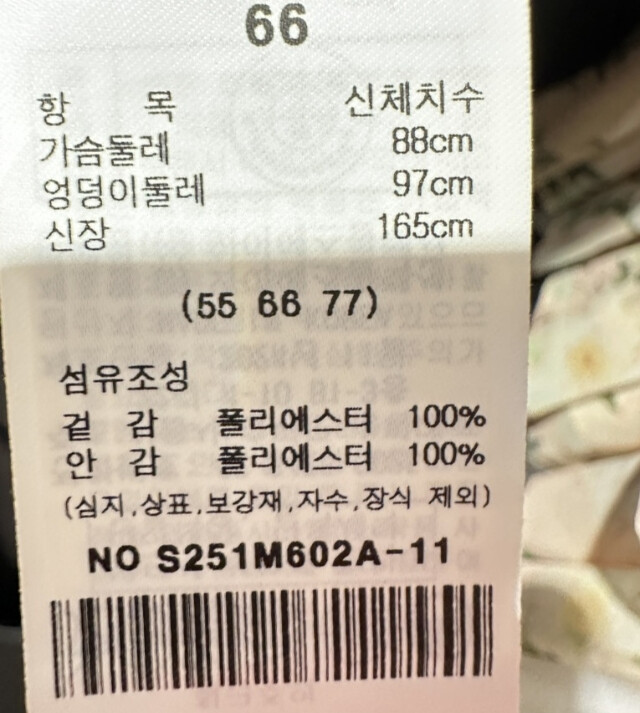 66
항 목 신체치수
가슴둘레 88cm
엉덩이둘레 97cm
신장 165cm
(55 66 77)
섬유조성
겉 감 폴리에스터 100%
안 감 폴리에스터 100%
(심지,상표,보강재,자수,장식 제외)
NO S251M602A-11